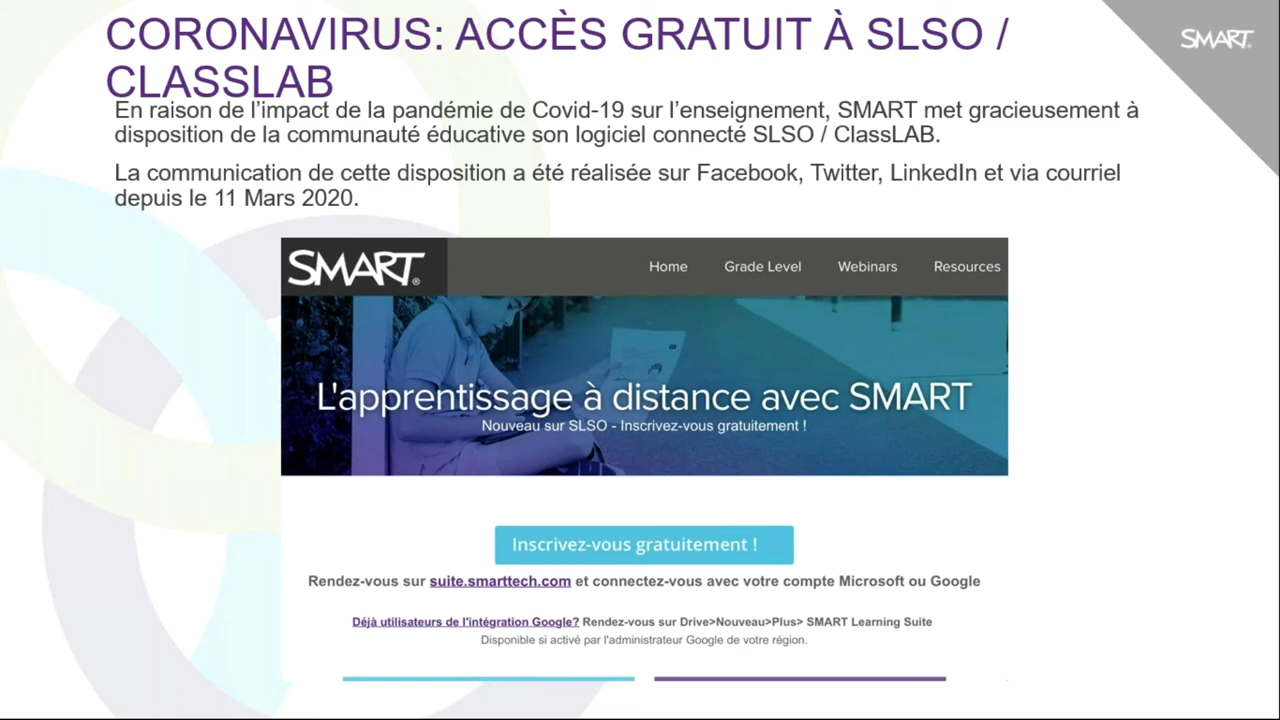 CORONAVIRUS: ACCÈS GRATUIT À SLSO /
CLASSLAB
SMART
En raison de l’impact de la pandémie de Covid-19 sur l’enseignement, SMART met gracieusement à
disposition de la communauté éducative son logiciel connecté SLSO / ClassLAB.
La communication de cette disposition a été réalisée sur Facebook, Twitter, LinkedIn et via courriel
depuis le 11 Mars 2020.
SMART®
Home Grade Level Webinars Resources
L'apprentissage à distance avec SMART
Nouveau sur SLSO - Inscrivez-vous gratuitement !
Inscrivez-vous gratuitement !
Rendez-vous sur suite.smarttech.com et connectez-vous avec votre compte Microsoft ou Google
Déjà utilisateurs de l'intégration Google? Rendez-vous sur Drive>Nouveau>Plus> SMART Learning Suite
Disponible si activé par l'administrateur Google de votre région.